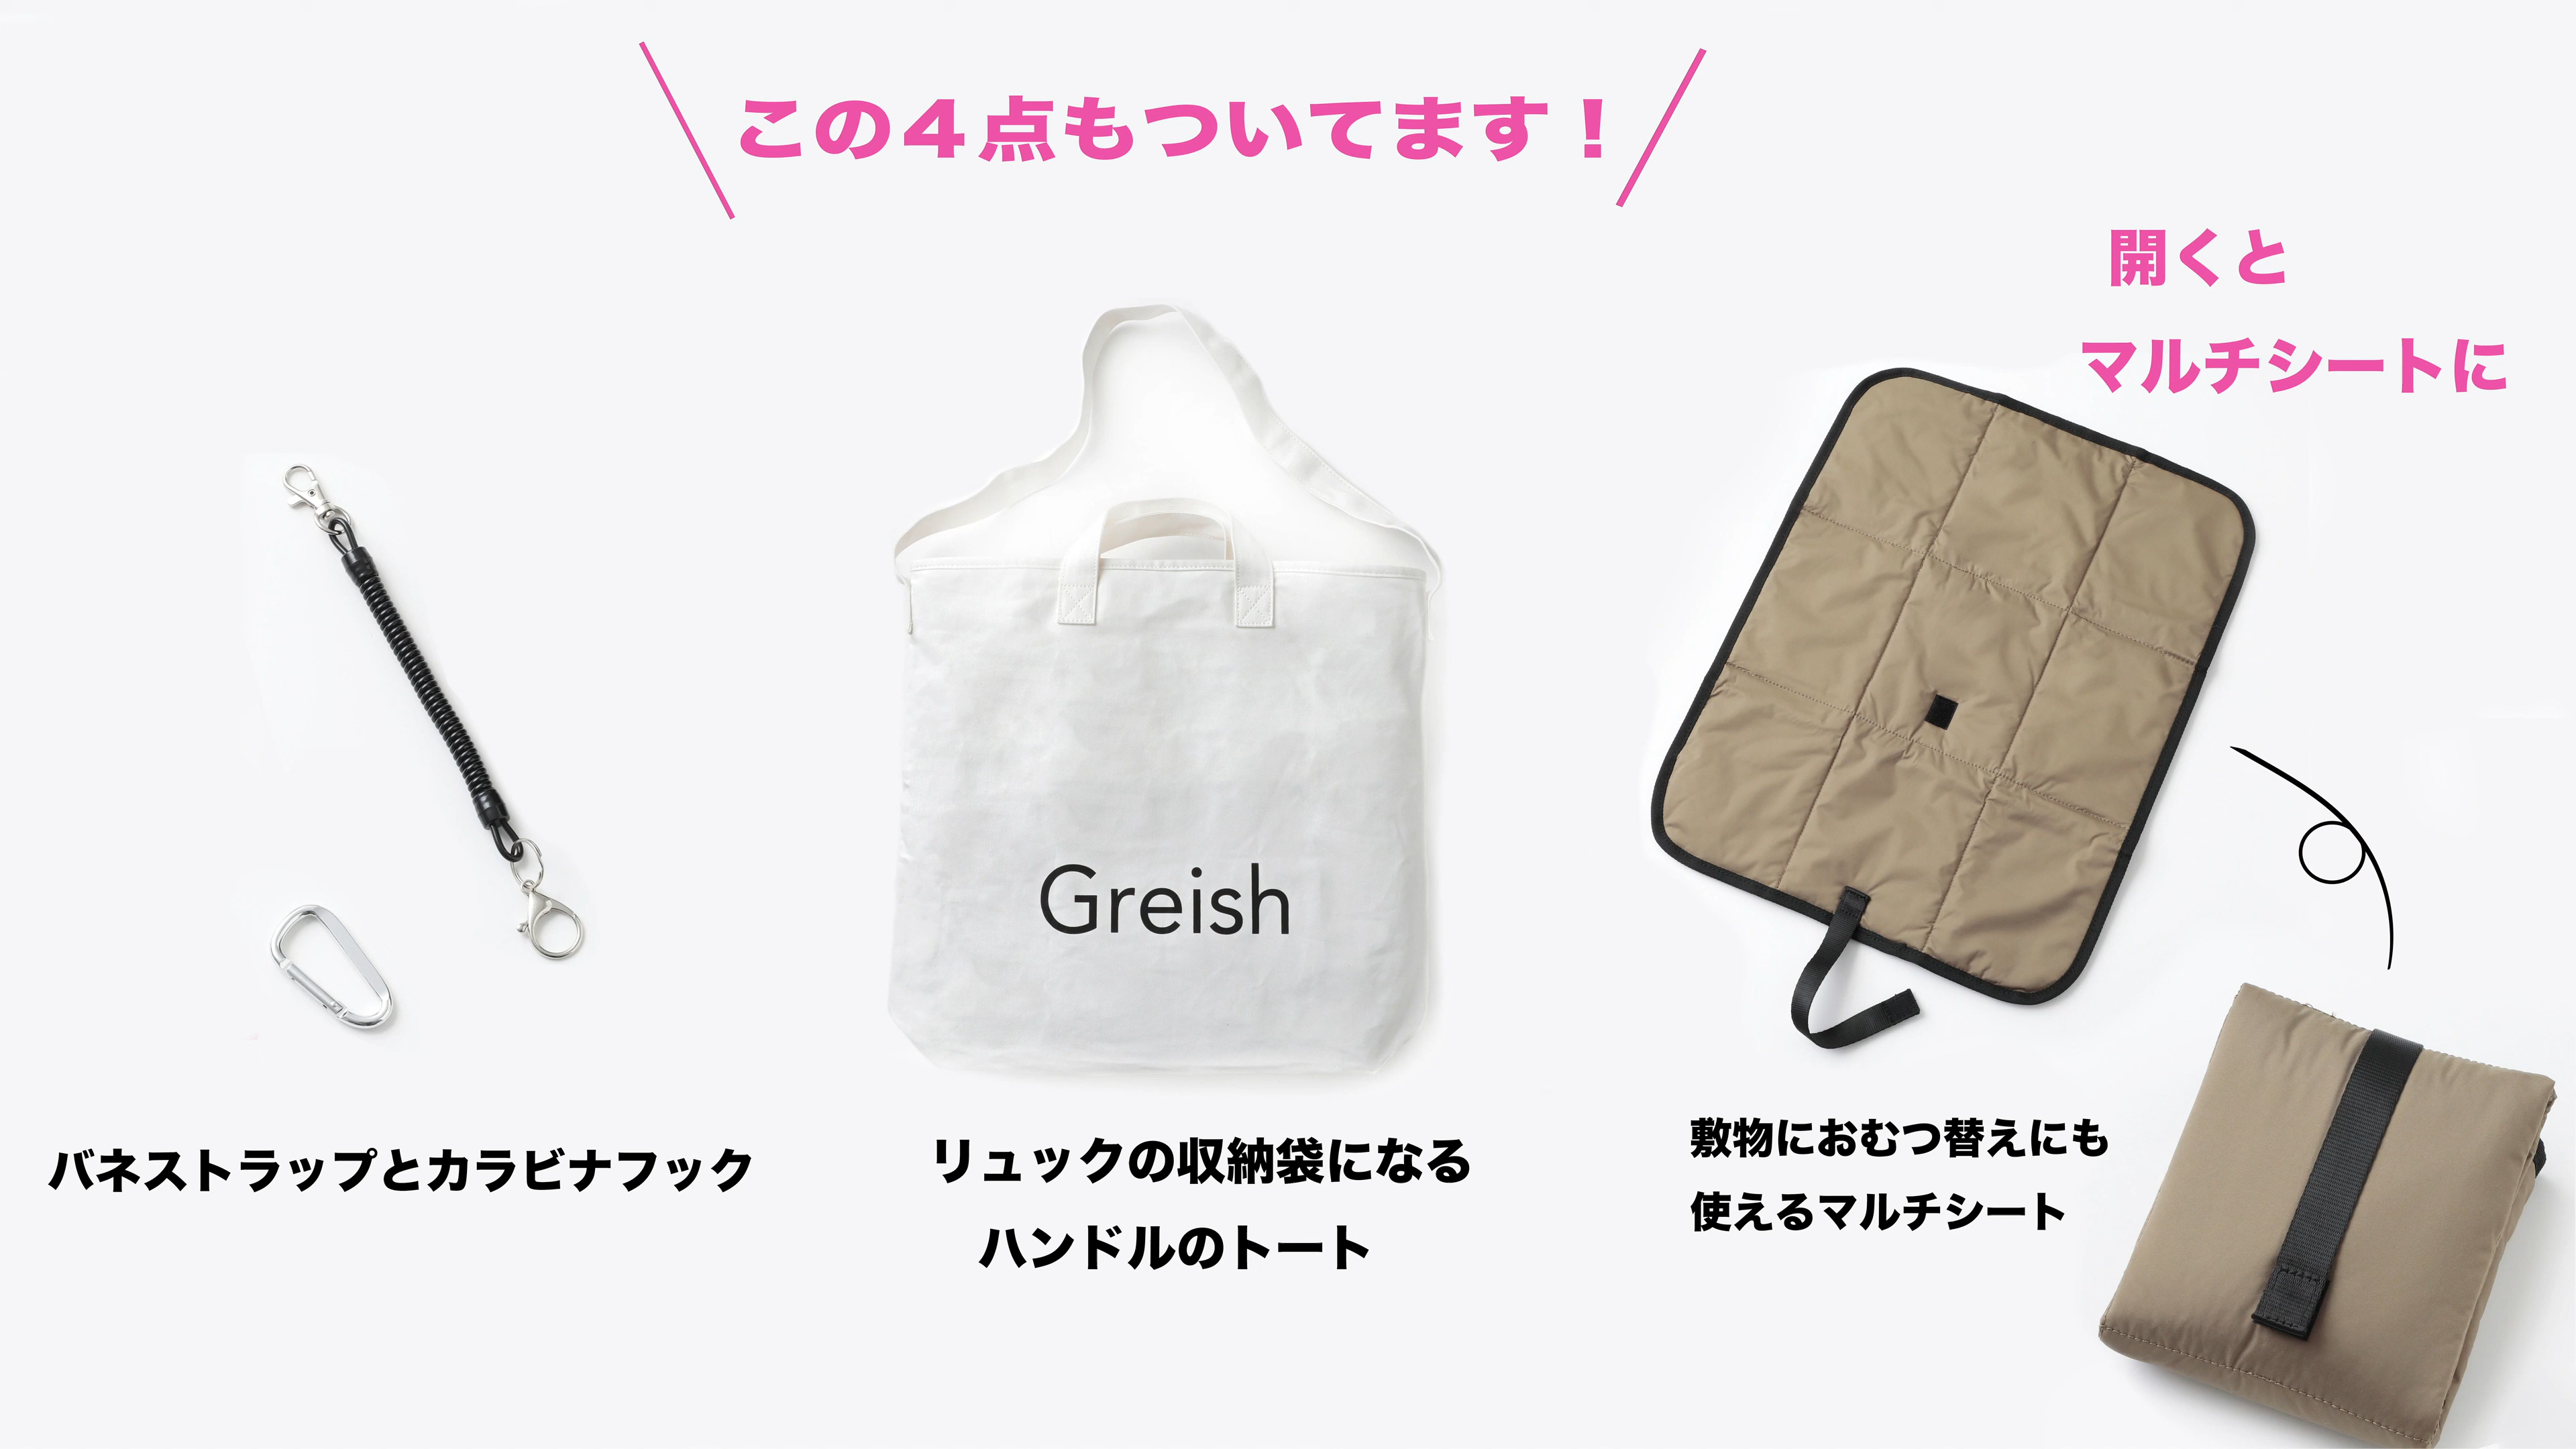 この４点もついてます！
開くと
マルチシートに
Greish
バネストラップとカラビナフック
リュックの収納袋になる
ハンドルのトート
敷物におむつ替えにも
使えるマルチシート